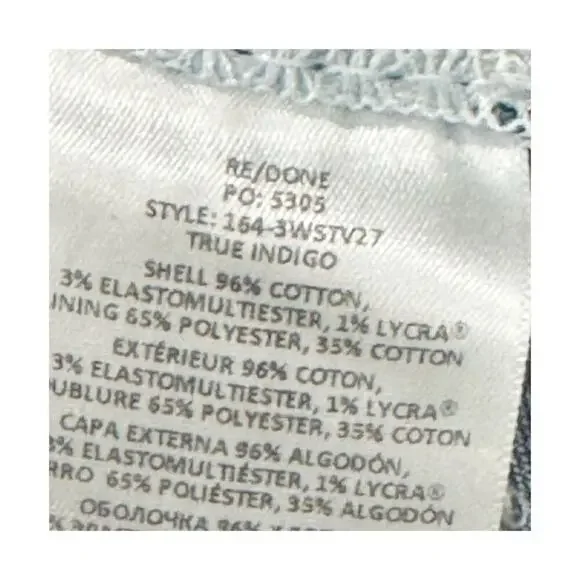 RE/DONE
PO: 5305
STYLE: 164-3WSTV27
TRUE INDIGO
SHELL 96% COTTON,
3% ELASTOMULTIESTER, 1% LYCRA®
INING 65% POLYESTER, 35% COTTON
EXTÉRIEUR 96% COTON,
3% ELASTOMULTIESTER, 1% LYCRA®
UBLURE 65% POLYESTER, 35% COTON
CAPA EXTERNA 96% ALGODÓN,
% ELASTOMULTIÉSTER, 1% LYCRA®
RRO 65% POLIÉSTER, 35% ALGODÓN
ОБОЛОЧКА 96%